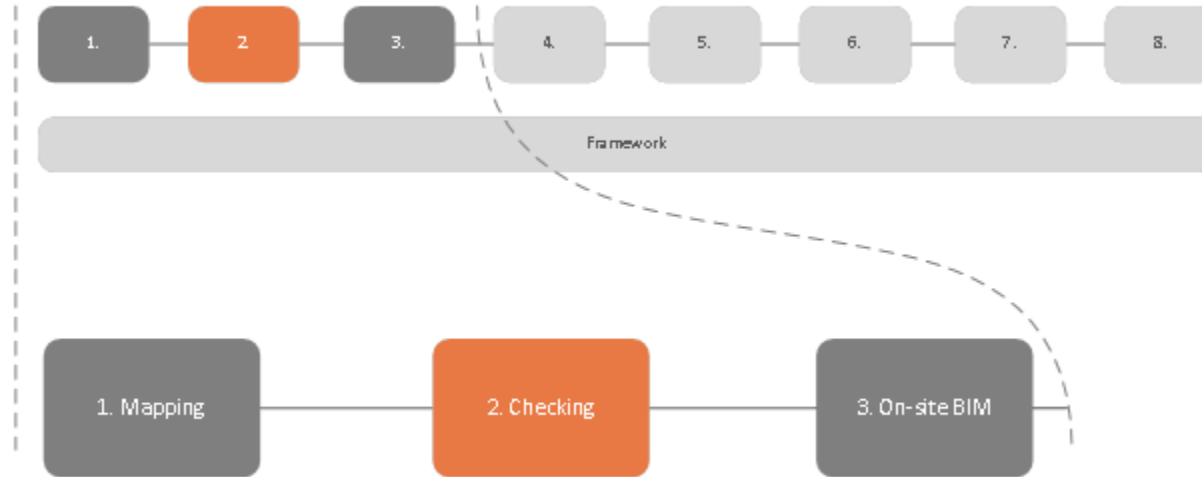 1.
2
3.
4.
5.
6.
7.
8.
Framework
1. Mapping
2. Checking
3. On-site BIM